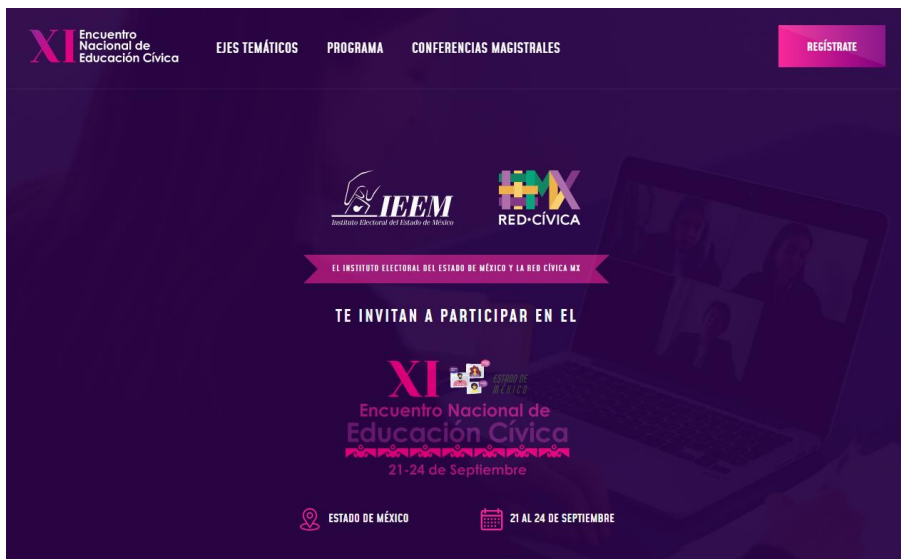 XI Encuentro
Nacional de
Educación Cívica
EJES TEMÁTICOS
PROGRAMA
CONFERENCIAS MAGISTRALES
REGÍSTRATE
IEEM
Instituto Electoral del Estado de México
RED·CÍVICA
EL INSTITUTO ELECTORAL DEL ESTADO DE MÉXICO Y LA RED CÍVICA MX
TE INVITAN A PARTICIPAR EN EL
XI
ESTADO DE
MÉXICO
Encuentro Nacional de
Educación Cívica
21-24 de Septiembre
ESTADO DE MÉXICO
21 AL 24 DE SEPTIEMBRE